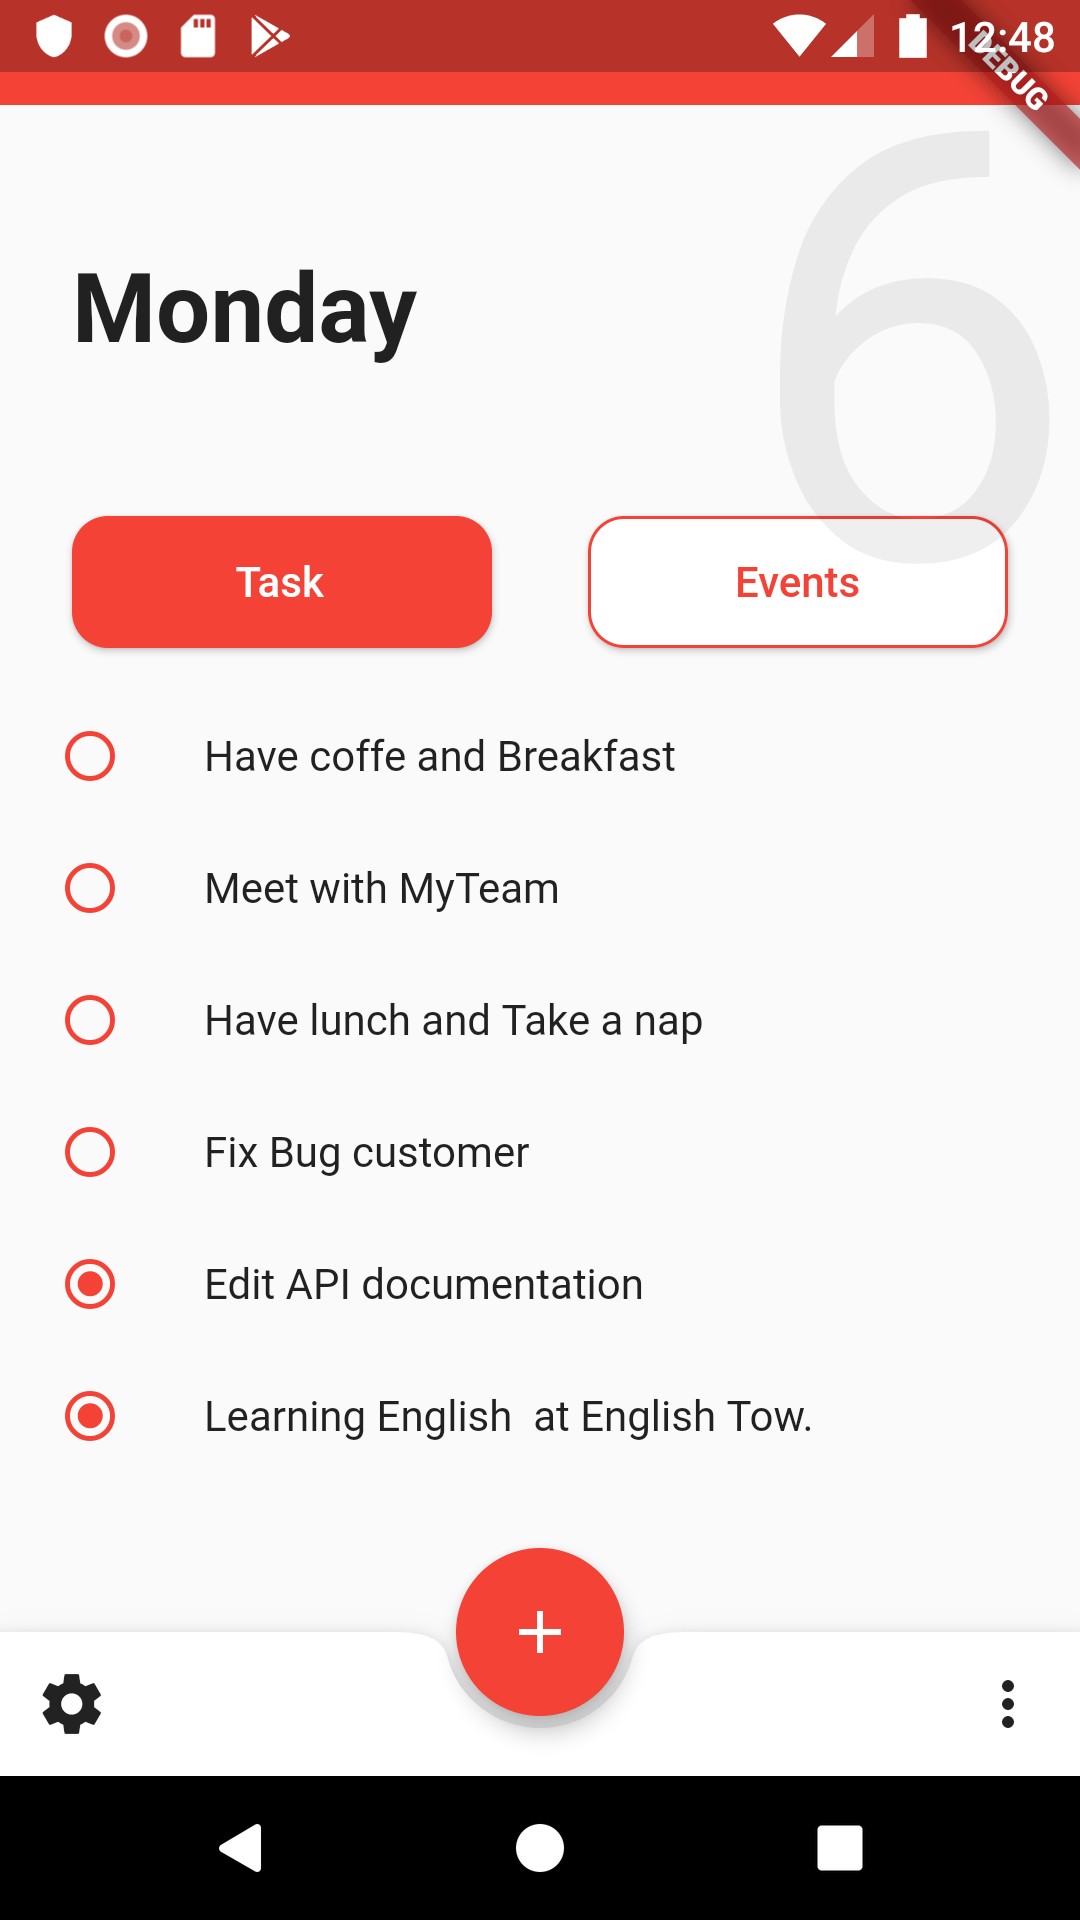 12:48
DEBUG
6
Monday
Task
Events
Have coffe and Breakfast
Meet with MyTeam
Have lunch and Take a nap
Fix Bug customer
Edit API documentation
Learning English  at English Tow.